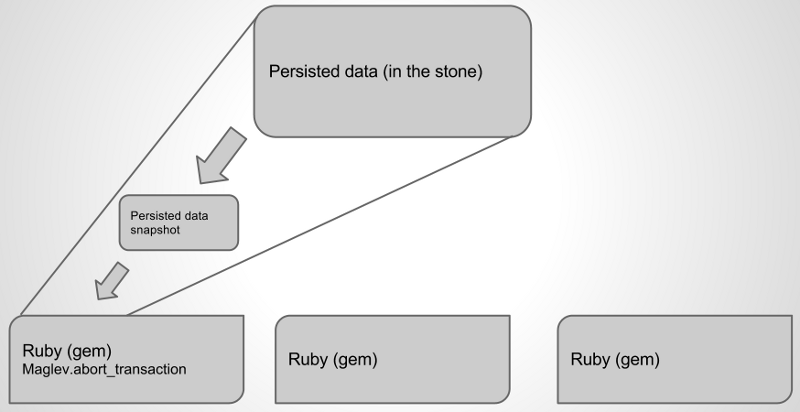 Persisted data (in the stone)
Persisted data
snapshot
Ruby (gem)
Maglev.abort_transaction
Ruby (gem)
Ruby (gem)